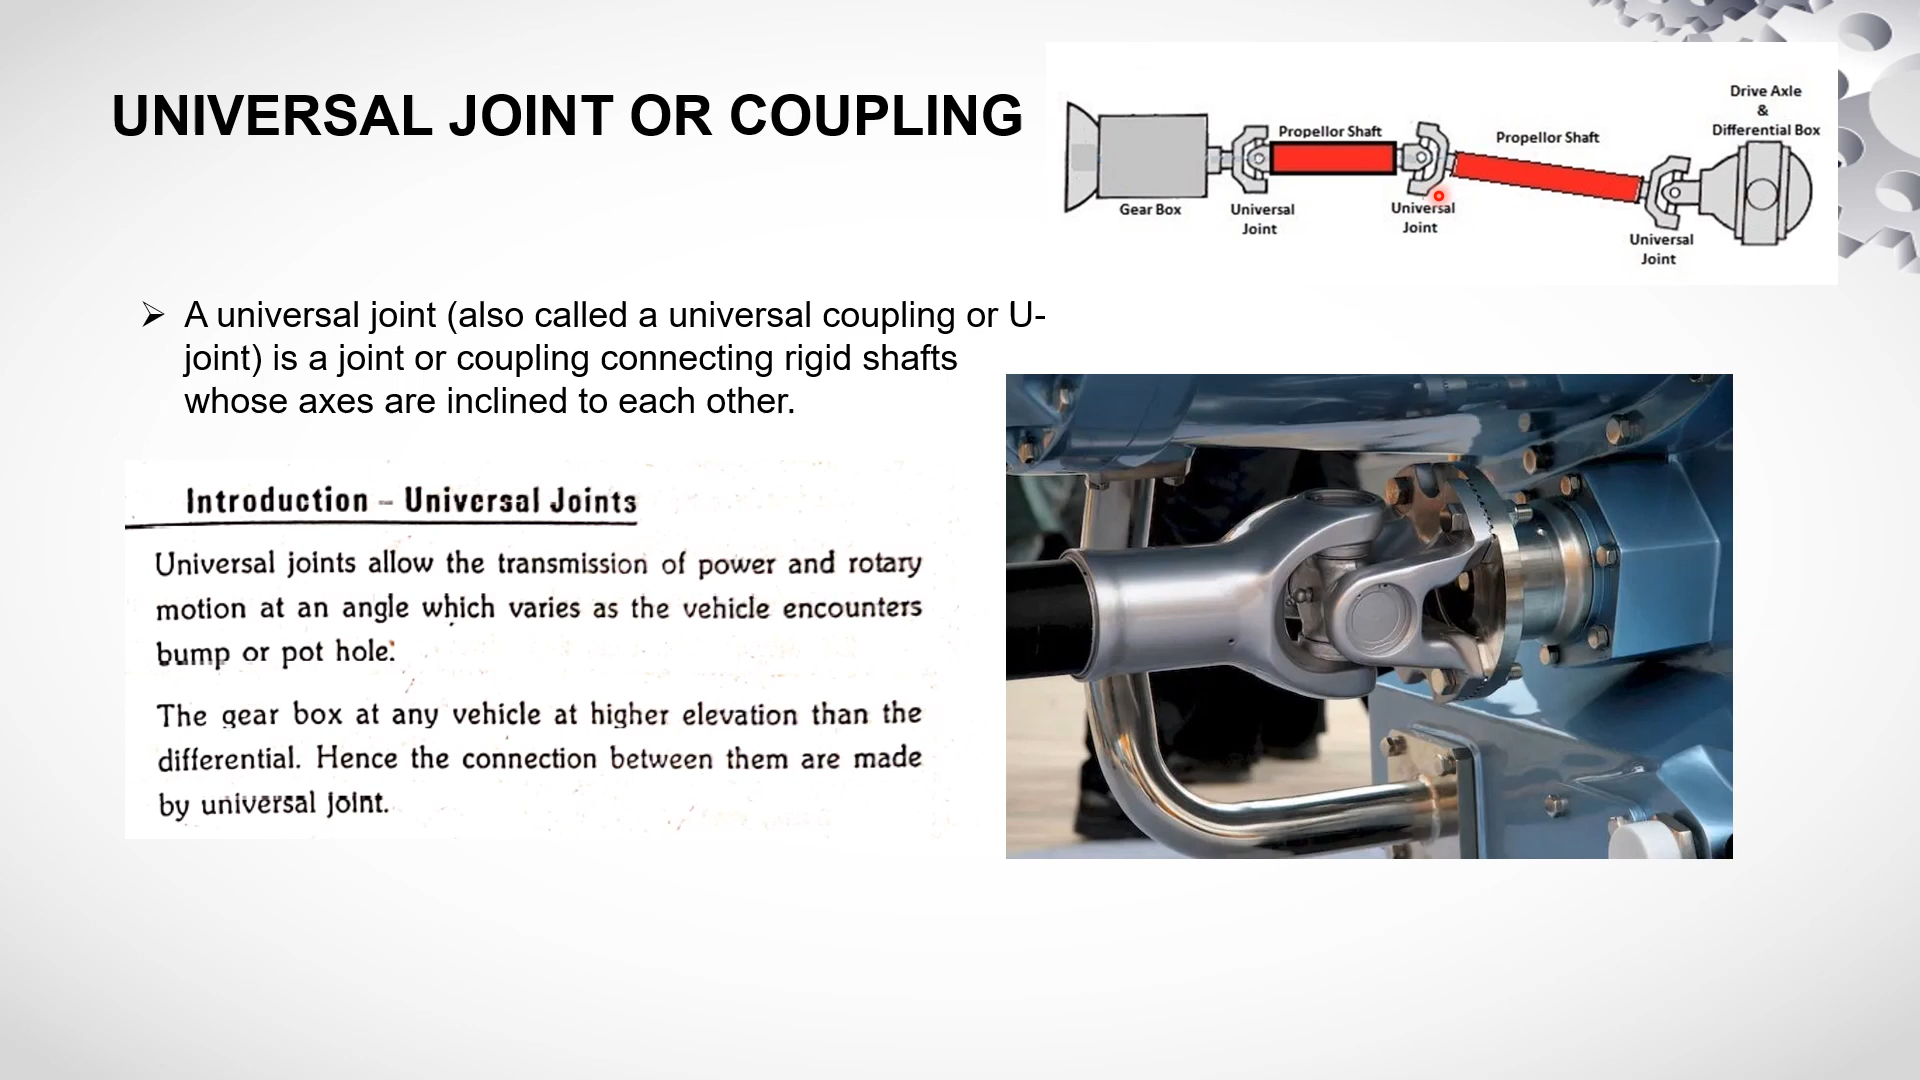 UNIVERSAL JOINT OR COUPLING
Drive Axle
&
Differential Box
Propellor Shaft
Propellor Shaft
Gear Box
Universal
Joint
Universal
Joint
Universal
Joint
A universal joint (also called a universal coupling or U-
joint) is a joint or coupling connecting rigid shafts
whose axes are inclined to each other.
Introduction - Universal Joints
Universal joints allow the transmission of power and rotary
motion at an angle which varies as the vehicle encounters
bump or pot hole.
The gear box at any vehicle at higher elevation than the
differential. Hence the connection between them are made
by universal joint.